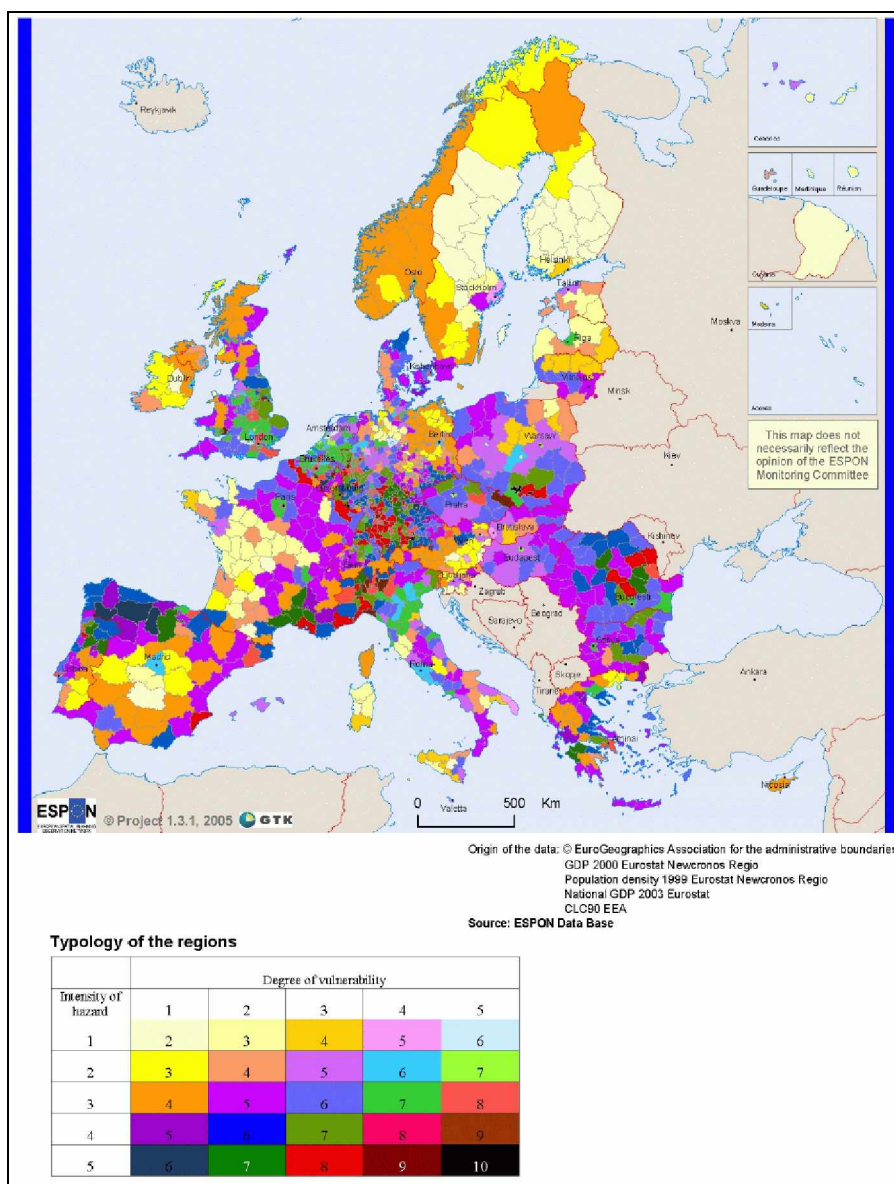 Reykjavik
Canarias
Guadeloupe
Martinique
Réunion
Guyane
Madeira
Acores
Oslo
Helsinki
Stockholm
Tallinn
Riga
Moskva
Dublin
København
Vilnius
Minsk
London
Amsterdam
Berlin
Bruxelles
Kiev
This map does not
necessarily reflect the
opinion of the ESPON
Monitoring Committee
Paris
Praha
Bratislava
Budapest
Kishinev
Ljubljana
Zagreb
Beograd
Bucuresti
Sarajevo
Sofiya
Madrid
Roma
Skopje
Tirana
Ankara
Nicosia
Valetta
0 500 Km
ESPON
© Project 1.3.1, 2005 GTK
Origin of the data: © EuroGeographics Association for the administrative boundaries
GDP 2000 Eurostat Newcronos Regio
Population density 1999 Eurostat Newcronos Regio
National GDP 2003 Eurostat
CLC90 EEA
Source: ESPON Data Base
Typology of the regions
Degree of vulnerability
Intensity of
hazard 1 2 3 4 5
1 2 3 4 5 6
2 3 4 5 6 7
3 4 5 6 7 8
4 5 6 7 8 9
5 6 7 8 9 10